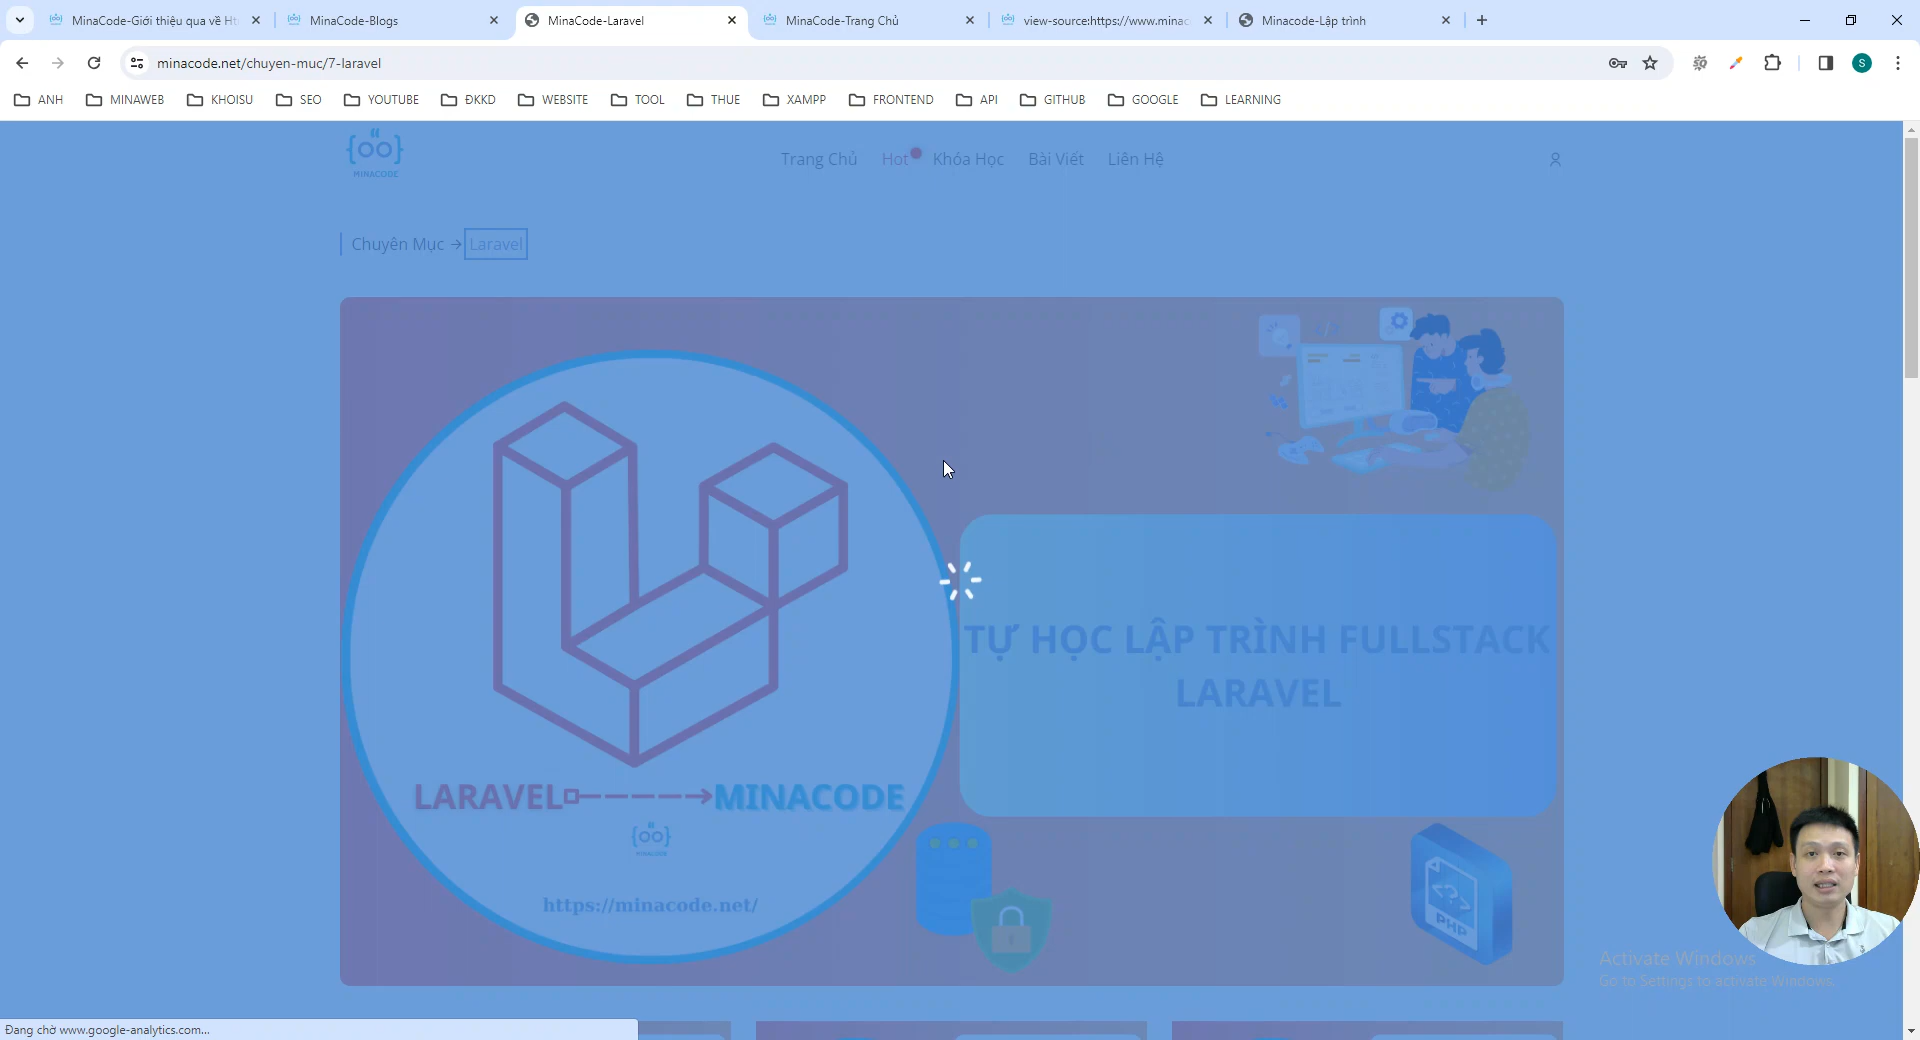 MinaCode-Giới thiệu qua về Ht
MinaCode-Blogs
MinaCode-Laravel
MinaCode-Trang Chủ
view-source:https://www.minac
Minacode-Lập trình
minacode.net/chuyen-muc/7-laravel
S
ANH
MINAWEB
KHOISU
SEO
YOUTUBE
ĐKKD
WEBSITE
TOOL
THUE
XAMPP
FRONTEND
API
GITHUB
GOOGLE
LEARNING
MINACODE
Trang Chủ
Hot
Khóa Học
Bài Viết
Liên Hệ
Chuyên Mục → Laravel
TỰ HỌC LẬP TRÌNH FULLSTACK
LARAVEL
LARAVEL
MINACODE
MINACODE
https://minacode.net/
<?>
PHP
Activate Windows
Go to Settings to activate Windows.
Đang chờ www.google-analytics.com...